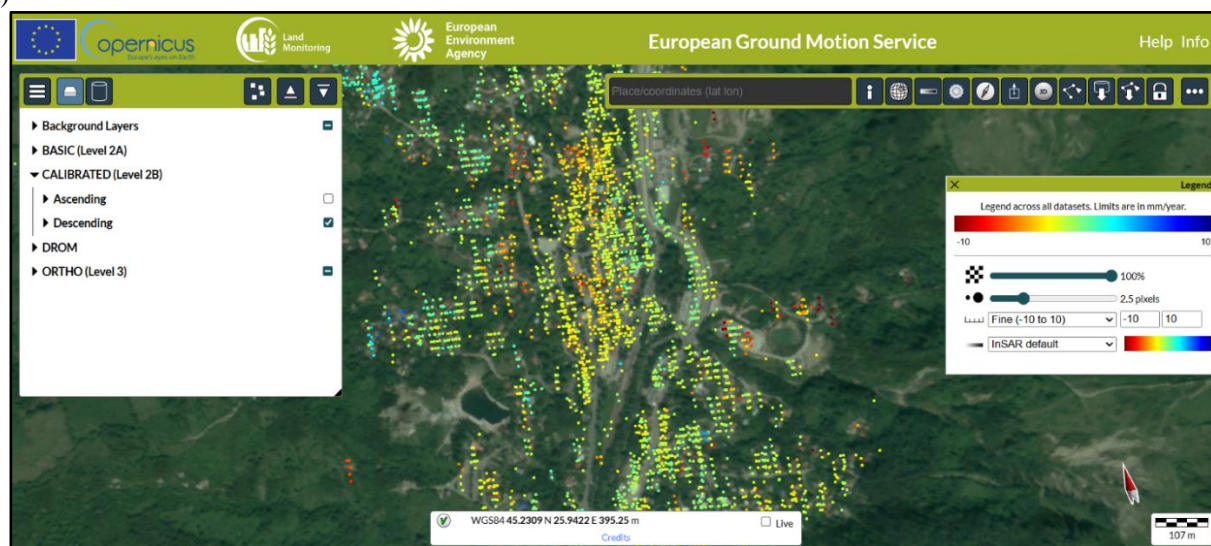 )
opernicus
Europe's eyes on Earth
Land
Monitoring
European
Environment
Agency
European Ground Motion Service
Help Info
Place/coordinates (lat lon)
Background Layers
BASIC (Level 2A)
CALIBRATED (Level 2B)
Ascending
Descending
DROM
ORTHO (Level 3)
3D
Legend
Legend across all datasets. Limits are in mm/year.
-10 10
100%
2.5 pixels
Fine (-10 to 10) -10 10
InSAR default
WGS84 45.2309 N 25.9422 E 395.25 m Live
Credits
107 m